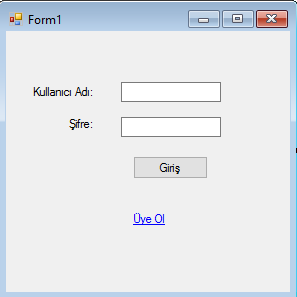 Form1
Kullanıcı Adı:
Şifre:
Giriş
Üye Ol